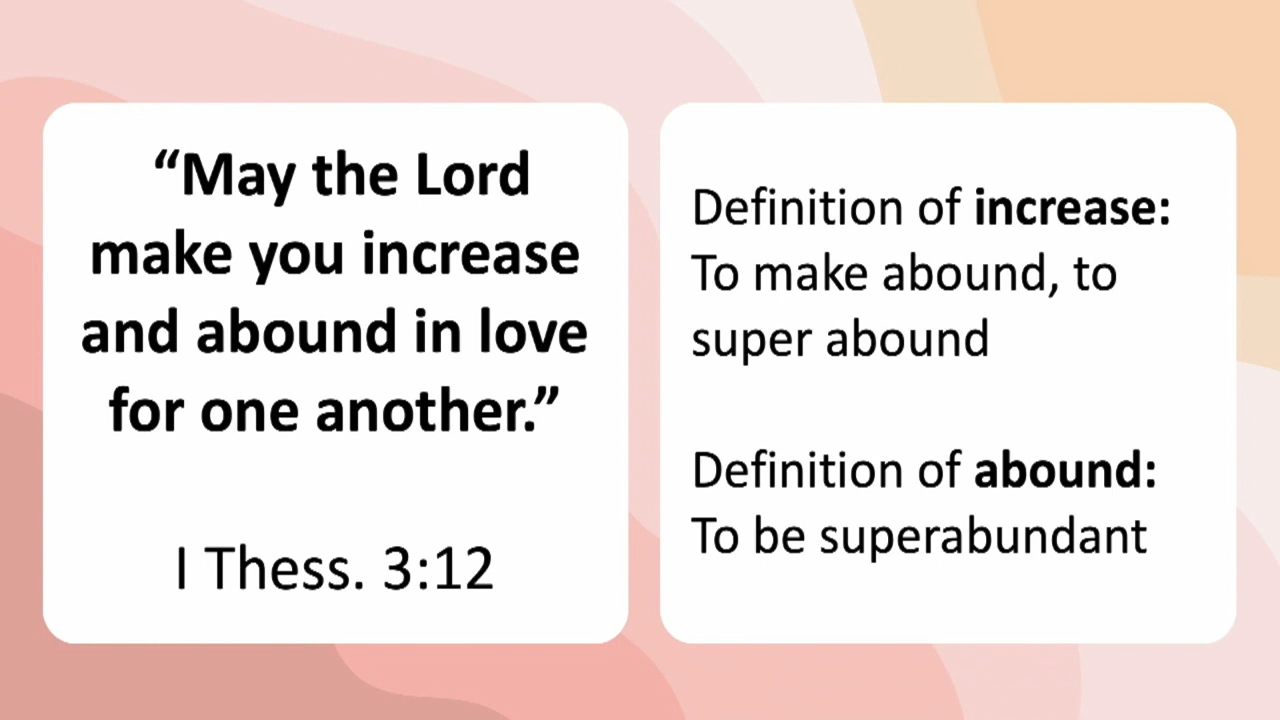 “May the Lord
make you increase
and abound in love
for one another.”
I Thess. 3:12
Definition of increase:
To make abound, to
super abound
Definition of abound:
To be superabundant